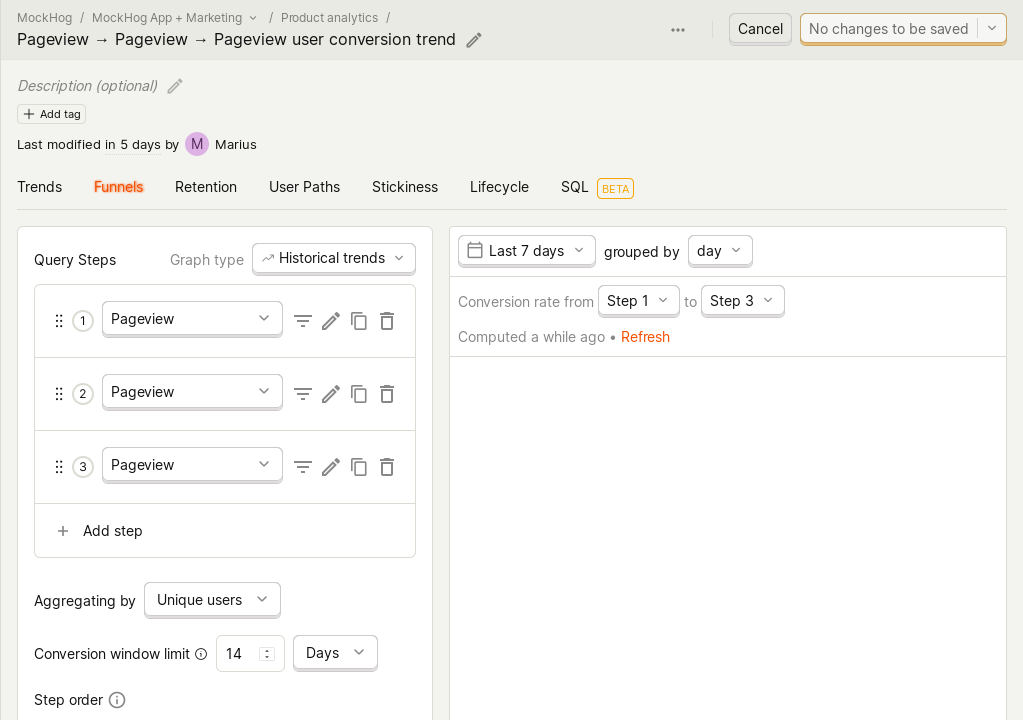 MockHog / MockHog App + Marketing / Product analytics /
Pageview → Pageview → Pageview user conversion trend
Cancel
No changes to be saved
Description (optional)
Add tag
Last modified in 5 days by M Marius
Trends Funnels Retention User Paths Stickiness Lifecycle SQL BETA
Query Steps Graph type Historical trends
1 Pageview
2 Pageview
3 Pageview
+ Add step
Aggregating by Unique users
Conversion window limit 14 Days
Step order
Last 7 days grouped by day
Conversion rate from Step 1 to Step 3
Computed a while ago • Refresh